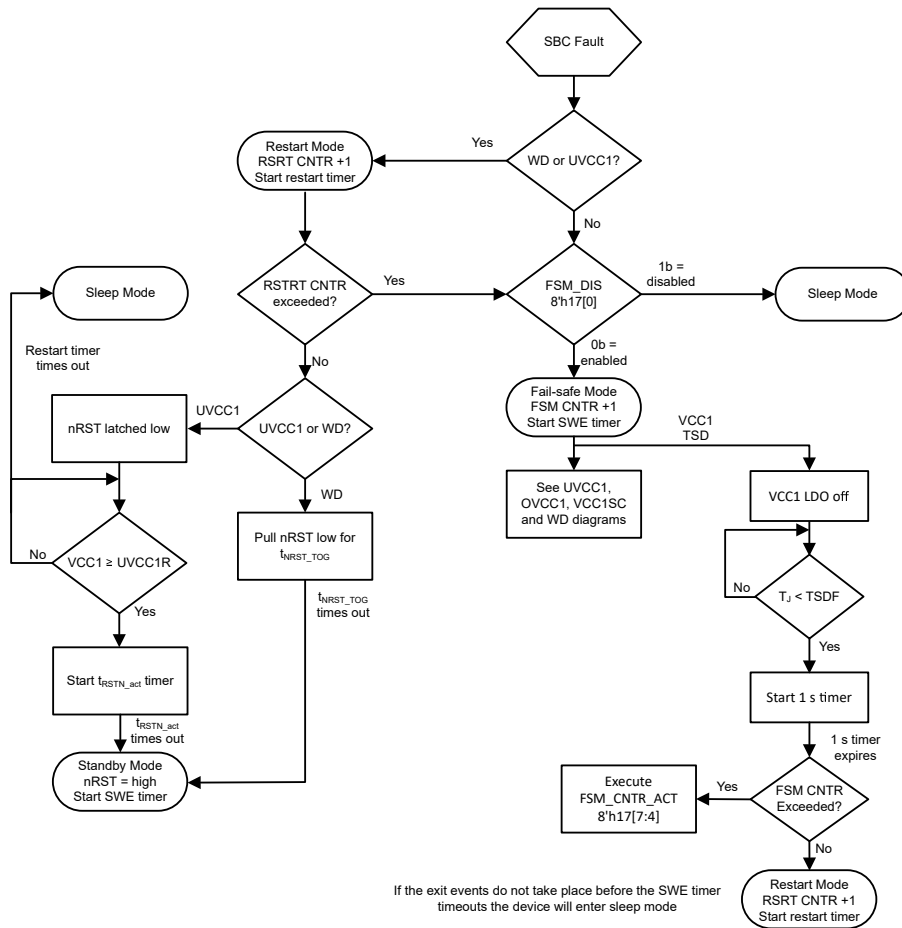 SBC Fault
Yes
WD or UVCC1?
Restart Mode
RSRT CNTR +1
Start restart timer
No
Sleep Mode
RSTRT CNTR
exceeded?
Yes
FSM_DIS
8'h17[0]
1b =
disabled
Sleep Mode
Restart timer
times out
No
0b =
enabled
Fail-safe Mode
FSM CNTR +1
Start SWE timer
UVCC1
nRST latched low
UVCC1 or WD?
VCC1
TSD
See UVCC1,
OVCC1, VCC1SC
and WD diagrams
VCC1 LDO off
WD
Pull nRST low for
tNRST_TOG
No
VCC1 ≥ UVCC1R
Yes
tNRST_TOG
times out
No
TJ < TSDF
Yes
Start tRSTN_act timer
Start 1 s timer
tRSTN_act
times out
1 s timer
expires
Standby Mode
nRST = high
Start SWE timer
Execute
FSM_CNTR_ACT
8'h17[7:4]
Yes
FSM CNTR
Exceeded?
No
If the exit events do not take place before the SWE timer
timeouts the device will enter sleep mode
Restart Mode
RSRT CNTR +1
Start restart timer